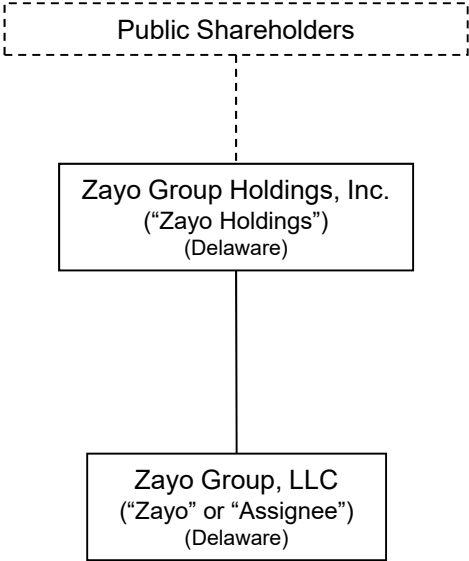 Public Shareholders
Zayo Group Holdings, Inc.
(“Zayo Holdings”)
(Delaware)
Zayo Group, LLC
(“Zayo” or “Assignee”)
(Delaware)